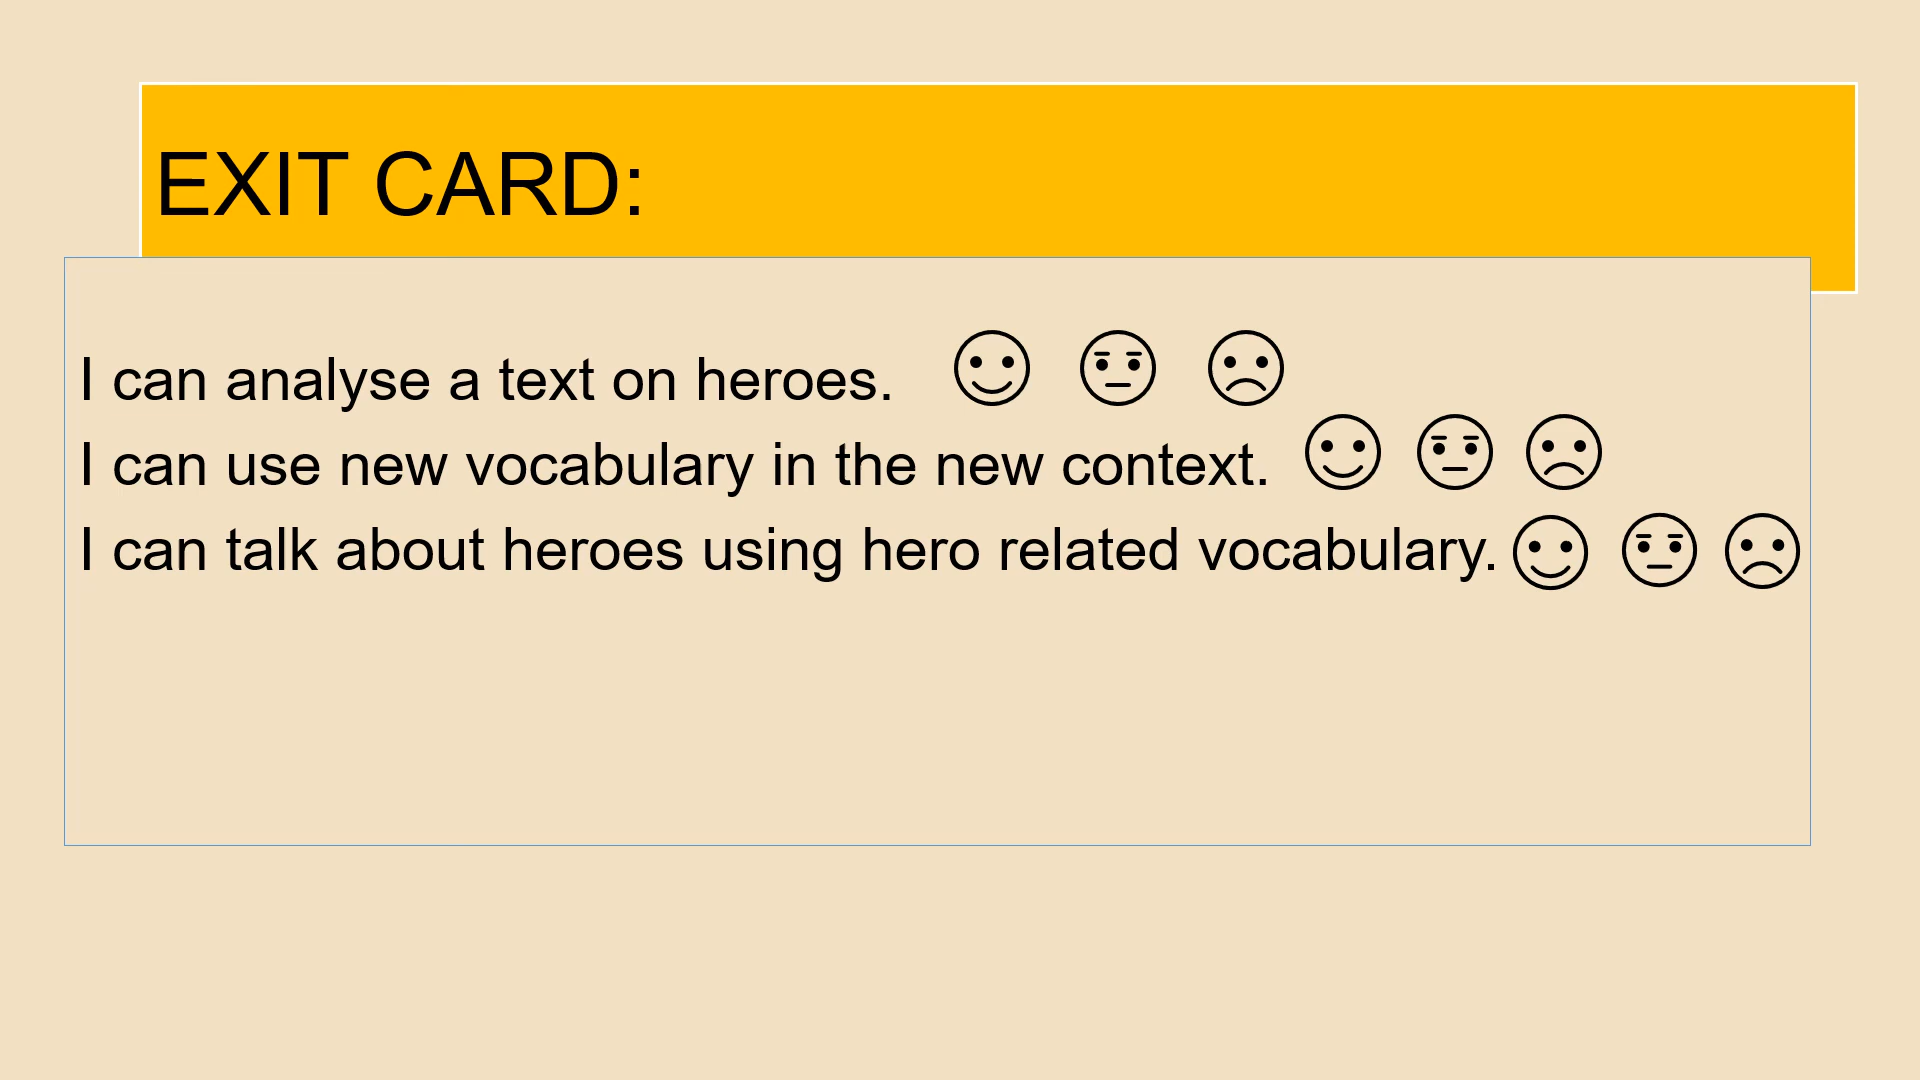 EXIT CARD:
I can analyse a text on heroes.
I can use new vocabulary in the new context.
I can talk about heroes using hero related vocabulary.